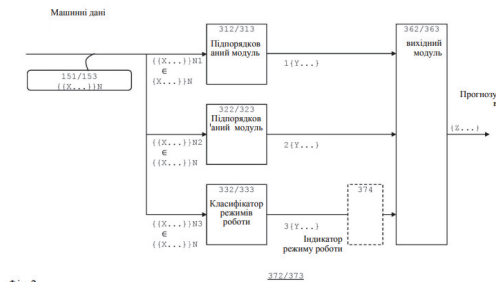 Машинні дані
151/153
{{X...}}N
{{X...}}N1
∈
{X...}}N
312/313
Підпорядков
аний модуль
1{Y...}
362/363
вихідний
модуль
{{X...}}N2
∈
{{X...}}N
322/323
Підпорядков
аний модуль
2{Y...}
Прогнозу
{Z...}
{{X...}}N3
∈
{{X...}}N
332/333
Класифікатор
режимів
роботи
3{Y...}
374
Індикатор
режиму роботи
372/373